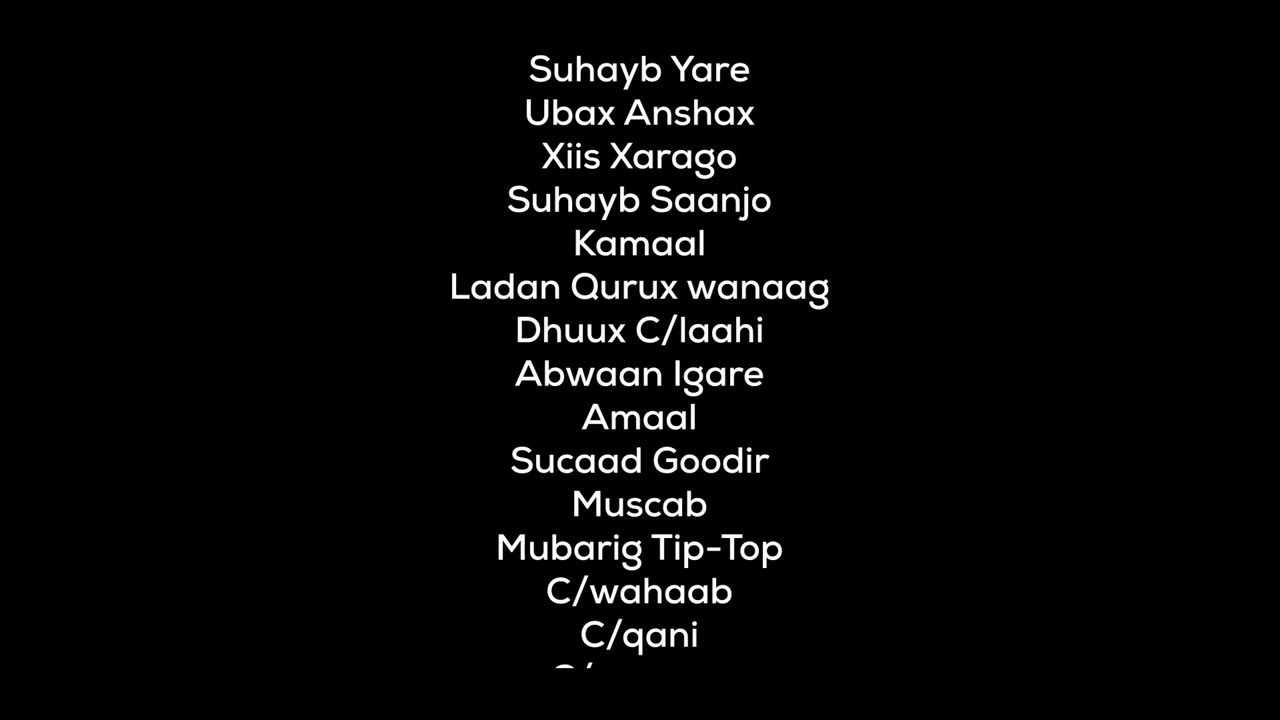 Suhayb Yare
Ubax Anshax
Xiis Xarago
Suhayb Saanjo
Kamaal
Ladan Qurux wanaag
Dhuux C/laahi
Abwaan Igare
Amaal
Sucaad Goodir
Muscab
Mubarig Tip-Top
C/wahaab
C/qani